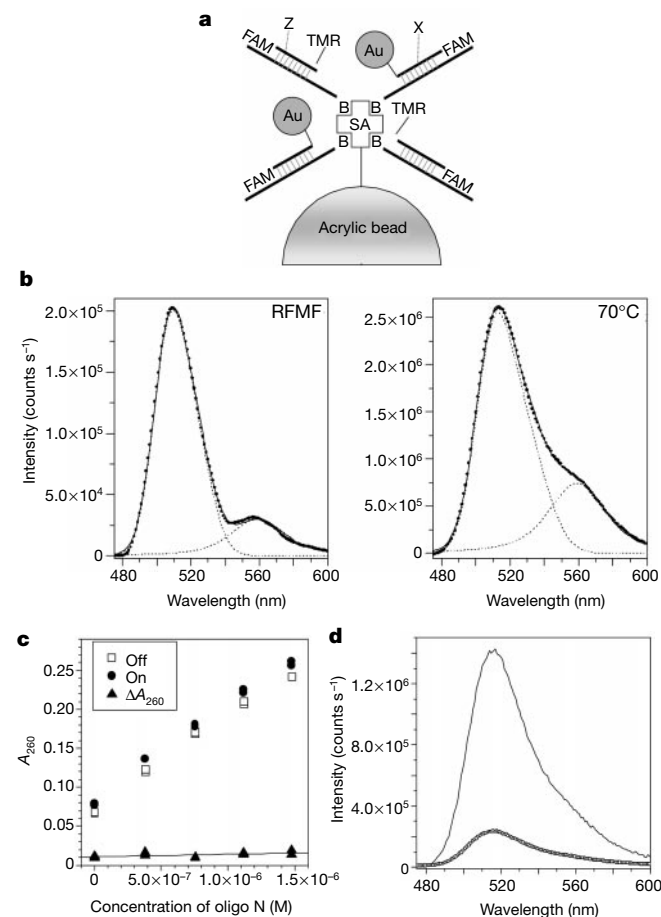 a
Z
TMR
FAM
Au
X
FAM
B B
TMR
SA
Au
B B
FAM
FAM
Acrylic bead
b
Intensity (counts s⁻¹)
2.0×10⁵
1.5×10⁵
1.0×10⁵
5.0×10⁴
0
RFMF
480 520 560 600
Wavelength (nm)
2.5×10⁶
2.0×10⁶
1.5×10⁶
1.0×10⁶
5.0×10⁵
0
70°C
480 520 560 600
Wavelength (nm)
c
A₂₆₀
0.25
0.20
0.15
0.10
0.05
0
Off
On
ΔA₂₆₀
0 5.0×10⁻⁷ 1.0×10⁻⁶ 1.5×10⁻⁶
Concentration of oligo N (M)
d
Intensity (counts s⁻¹)
1.2×10⁶
8.0×10⁵
4.0×10⁵
0
480 520 560 600
Wavelength (nm)